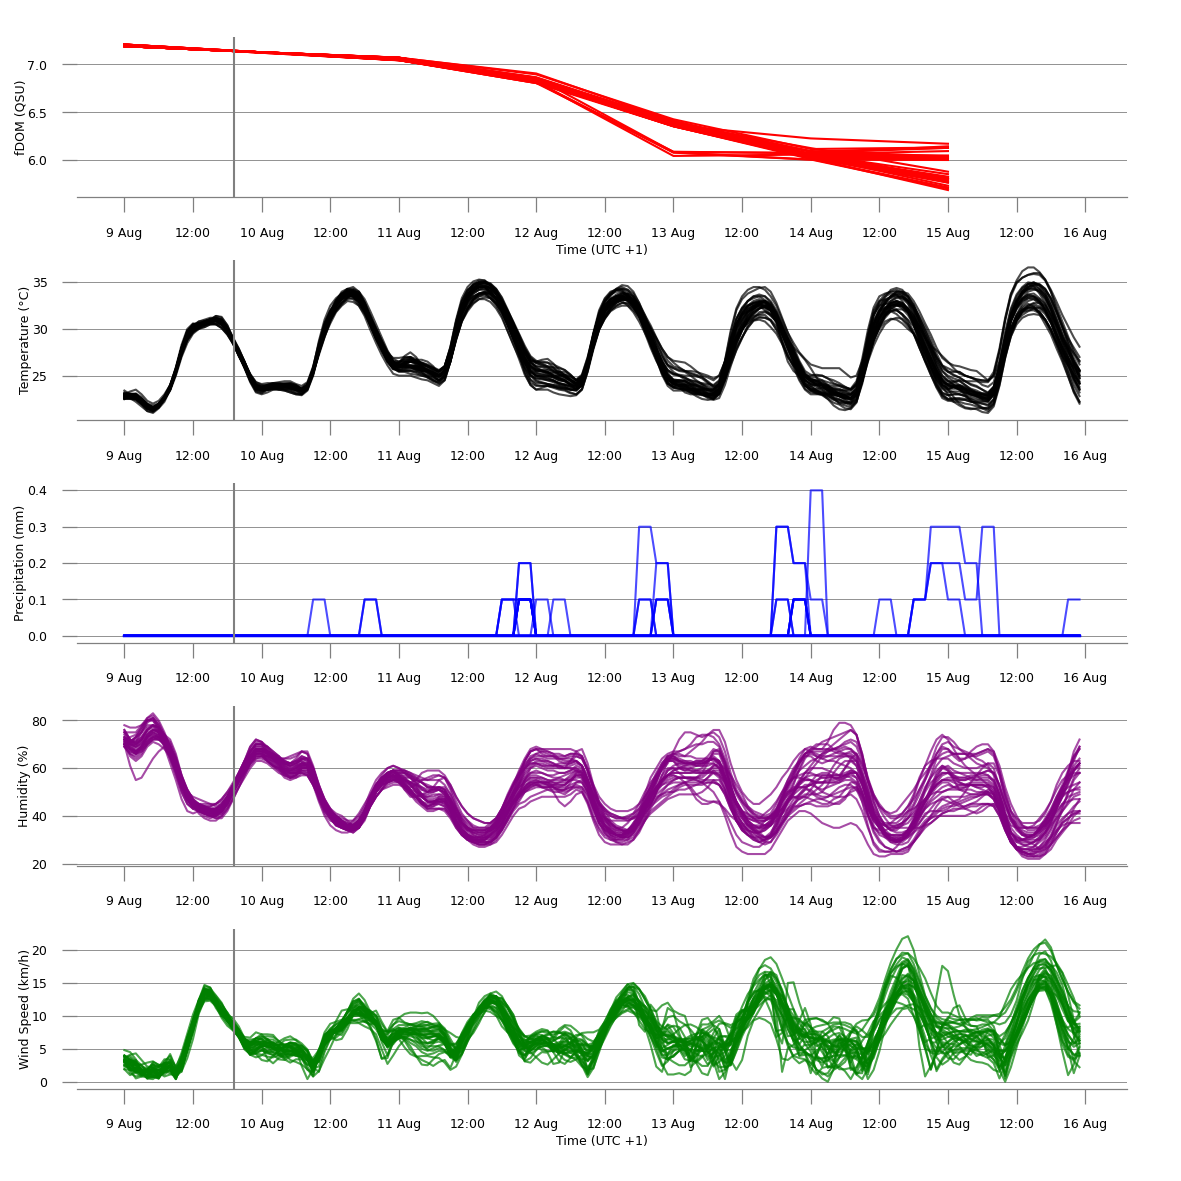 fDOM (QSU)
7.0
6.5
6.0
9 Aug 12:00 10 Aug 12:00 11 Aug 12:00 12 Aug 12:00 13 Aug 12:00 14 Aug 12:00 15 Aug 12:00 16 Aug
Time (UTC +1)
Temperature (°C)
35
30
25
9 Aug 12:00 10 Aug 12:00 11 Aug 12:00 12 Aug 12:00 13 Aug 12:00 14 Aug 12:00 15 Aug 12:00 16 Aug
Precipitation (mm)
0.4
0.3
0.2
0.1
0.0
9 Aug 12:00 10 Aug 12:00 11 Aug 12:00 12 Aug 12:00 13 Aug 12:00 14 Aug 12:00 15 Aug 12:00 16 Aug
Humidity (%)
80
60
40
20
9 Aug 12:00 10 Aug 12:00 11 Aug 12:00 12 Aug 12:00 13 Aug 12:00 14 Aug 12:00 15 Aug 12:00 16 Aug
Wind Speed (km/h)
20
15
10
5
0
9 Aug 12:00 10 Aug 12:00 11 Aug 12:00 12 Aug 12:00 13 Aug 12:00 14 Aug 12:00 15 Aug 12:00 16 Aug
Time (UTC +1)